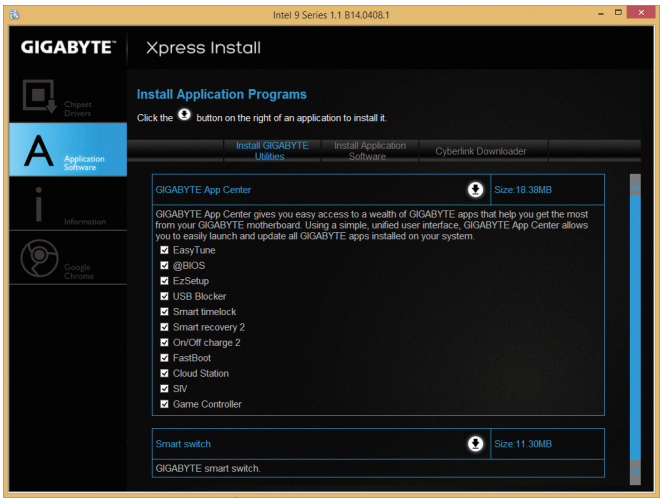 Intel 9 Series 1.1 B14.0408.1
GIGABYTE™
Xpress Install
Chipset
Drivers
Application
Software
Information
Google
Chrome
Install Application Programs
Click the button on the right of an application to install it.
Install GIGABYTE
Utilities
Install Application
Software
Cyberlink Downloader
GIGABYTE App Center
Size:18.38MB
GIGABYTE App Center gives you easy access to a wealth of GIGABYTE apps that help you get the most
from your GIGABYTE motherboard. Using a simple, unified user interface, GIGABYTE App Center allows
you to easily launch and update all GIGABYTE apps installed on your system.
EasyTune
@BIOS
EzSetup
USB Blocker
Smart timelock
Smart recovery 2
On/Off charge 2
FastBoot
Cloud Station
SIV
Game Controller
Smart switch
Size:11.30MB
GIGABYTE smart switch.